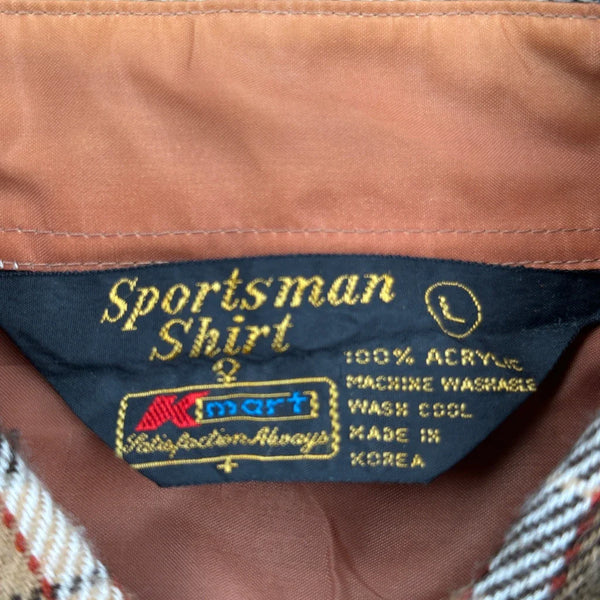 Sportsman
Shirt
L
Kmart
Satisfaction Always
100% ACRYLIC
MACHINE WASHABLE
WASH COOL
MADE IN
KOREA